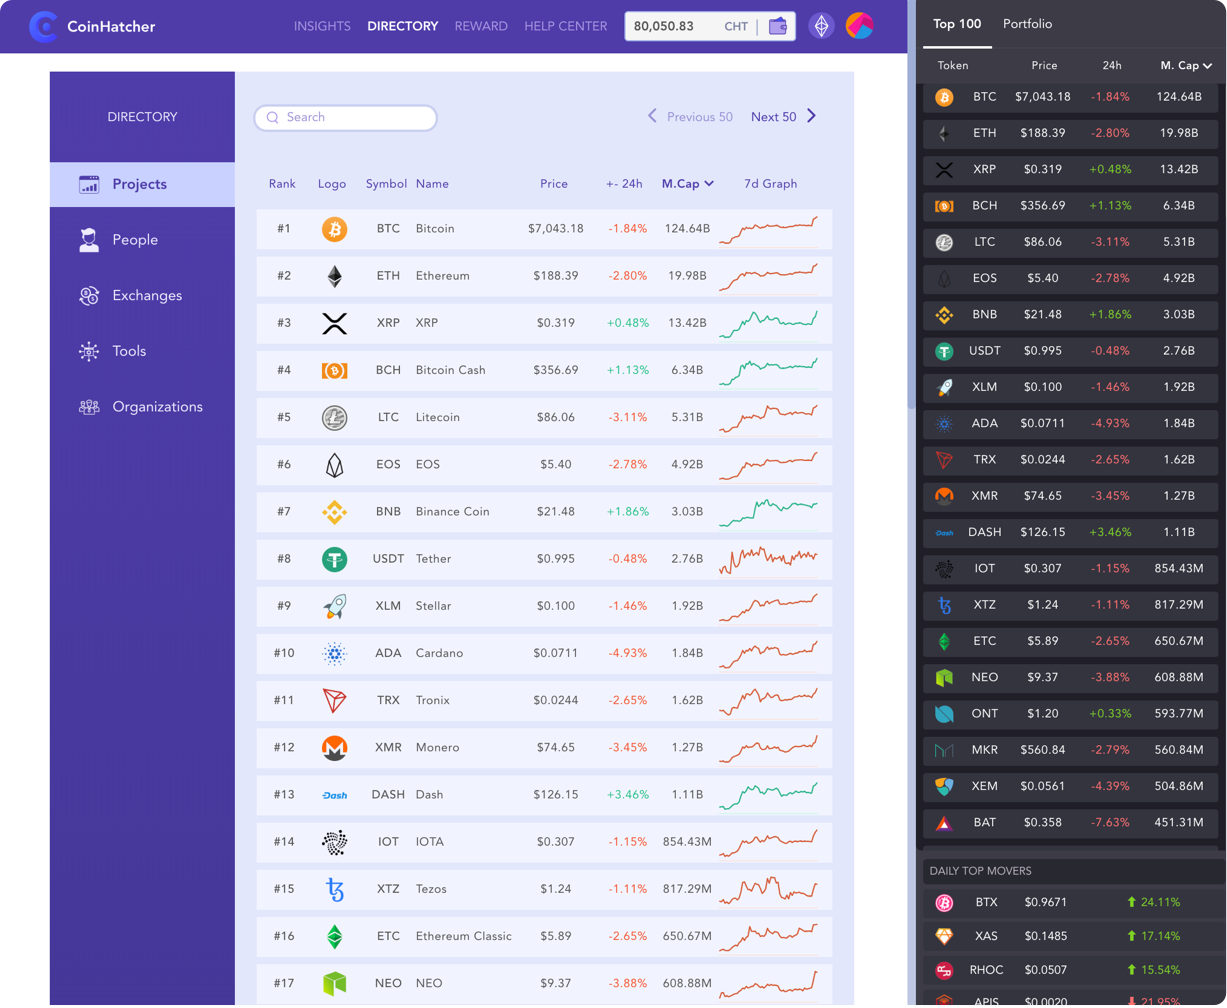 CoinHatcher
INSIGHTS DIRECTORY REWARD HELP CENTER
80,050.83 CHT
DIRECTORY
Projects
People
Exchanges
Tools
Organizations
Search
Previous 50 Next 50
Rank Logo Symbol Name Price +- 24h M.Cap 7d Graph
#1 BTC Bitcoin $7,043.18 -1.84% 124.64B
#2 ETH Ethereum $188.39 -2.80% 19.98B
#3 XRP XRP $0.319 +0.48% 13.42B
#4 BCH Bitcoin Cash $356.69 +1.13% 6.34B
#5 LTC Litecoin $86.06 -3.11% 5.31B
#6 EOS EOS $5.40 -2.78% 4.92B
#7 BNB Binance Coin $21.48 +1.86% 3.03B
#8 USDT Tether $0.995 -0.48% 2.76B
#9 XLM Stellar $0.100 -1.46% 1.92B
#10 ADA Cardano $0.0711 -4.93% 1.84B
#11 TRX Tronix $0.0244 -2.65% 1.62B
#12 XMR Monero $74.65 -3.45% 1.27B
#13 Dash DASH Dash $126.15 +3.46% 1.11B
#14 IOT IOTA $0.307 -1.15% 854.43M
#15 XTZ Tezos $1.24 -1.11% 817.29M
#16 ETC Ethereum Classic $5.89 -2.65% 650.67M
#17 NEO NEO $9.37 -3.88% 608.88M
Top 100 Portfolio
Token Price 24h M. Cap
BTC $7,043.18 -1.84% 124.64B
ETH $188.39 -2.80% 19.98B
XRP $0.319 +0.48% 13.42B
BCH $356.69 +1.13% 6.34B
LTC $86.06 -3.11% 5.31B
EOS $5.40 -2.78% 4.92B
BNB $21.48 +1.86% 3.03B
USDT $0.995 -0.48% 2.76B
XLM $0.100 -1.46% 1.92B
ADA $0.0711 -4.93% 1.84B
TRX $0.0244 -2.65% 1.62B
XMR $74.65 -3.45% 1.27B
Dash DASH $126.15 +3.46% 1.11B
IOT $0.307 -1.15% 854.43M
XTZ $1.24 -1.11% 817.29M
ETC $5.89 -2.65% 650.67M
NEO $9.37 -3.88% 608.88M
ONT $1.20 +0.33% 593.77M
MKR $560.84 -2.79% 560.84M
XEM $0.0561 -4.39% 504.86M
BAT $0.358 -7.63% 451.31M
DAILY TOP MOVERS
BTX $0.9671 24.11%
XAS $0.1485 17.14%
RHOC $0.0507 15.54%
APIS $0.0020 21.95%